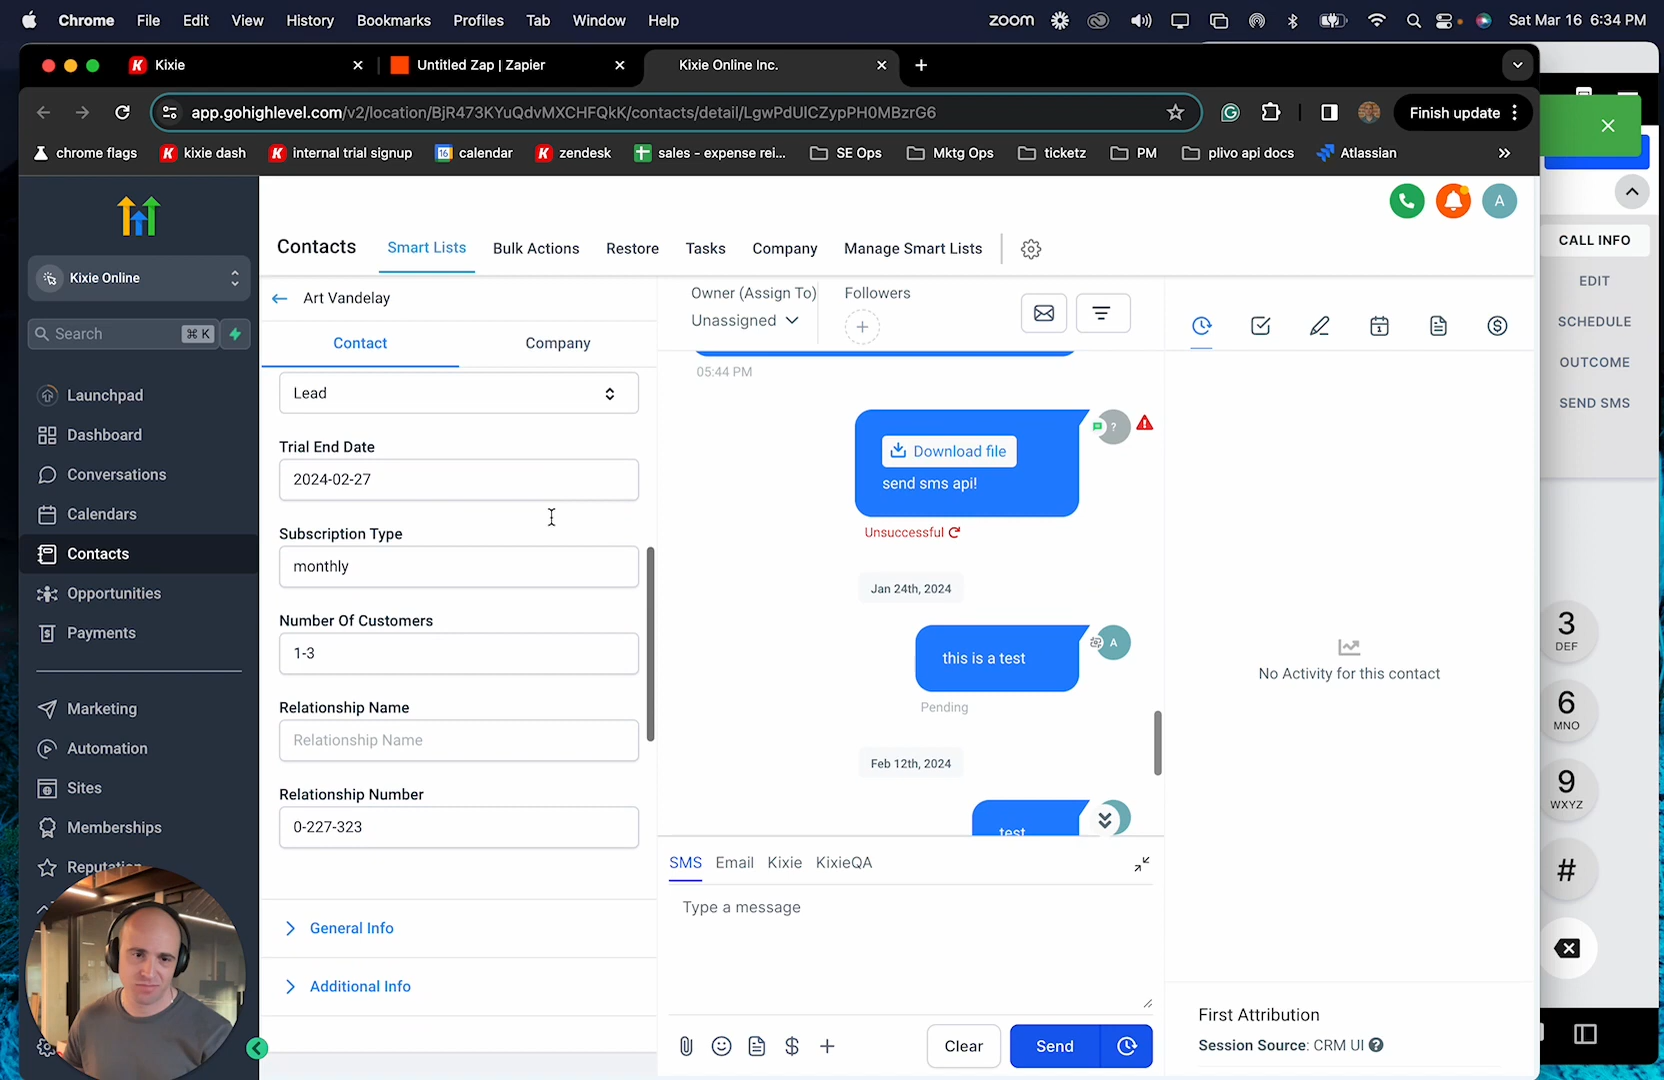 Chrome File Edit View History Bookmarks Profiles Tab Window Help
zoom Sat Mar 16 6:34 PM
Kixie
Untitled Zap | Zapier
Kixie Online Inc.
app.gohighlevel.com/v2/location/BjR473KYuQdvMXCHFQkK/contacts/detail/LgwPdUlCZypPH0MBzrG6
Finish update
chrome flags kixie dash internal trial signup calendar zendesk sales - expense rei... SE Ops Mktg Ops ticketz PM plivo api docs Atlassian
Kixie Online
Search ⌘ K
Launchpad
Dashboard
Conversations
Calendars
Contacts
Opportunities
Payments
Marketing
Automation
Sites
Memberships
A
Contacts Smart Lists Bulk Actions Restore Tasks Company Manage Smart Lists
Art Vandelay
Contact Company
Lead
Trial End Date
2024-02-27
Subscription Type
monthly
Number Of Customers
1-3
Relationship Name
Relationship Name
Relationship Number
0-227-323
General Info
Additional Info
Owner (Assign To)
Unassigned
Followers
05:44 PM
?
Download file
send sms api!
Unsuccessful
Jan 24th, 2024
A
this is a test
Pending
Feb 12th, 2024
test
SMS Email Kixie KixieQA
Type a message
Clear Send
No Activity for this contact
First Attribution
Session Source: CRM UI
CALL INFO
EDIT
SCHEDULE
OUTCOME
SEND SMS
3
DEF
6
MNO
9
WXYZ
#